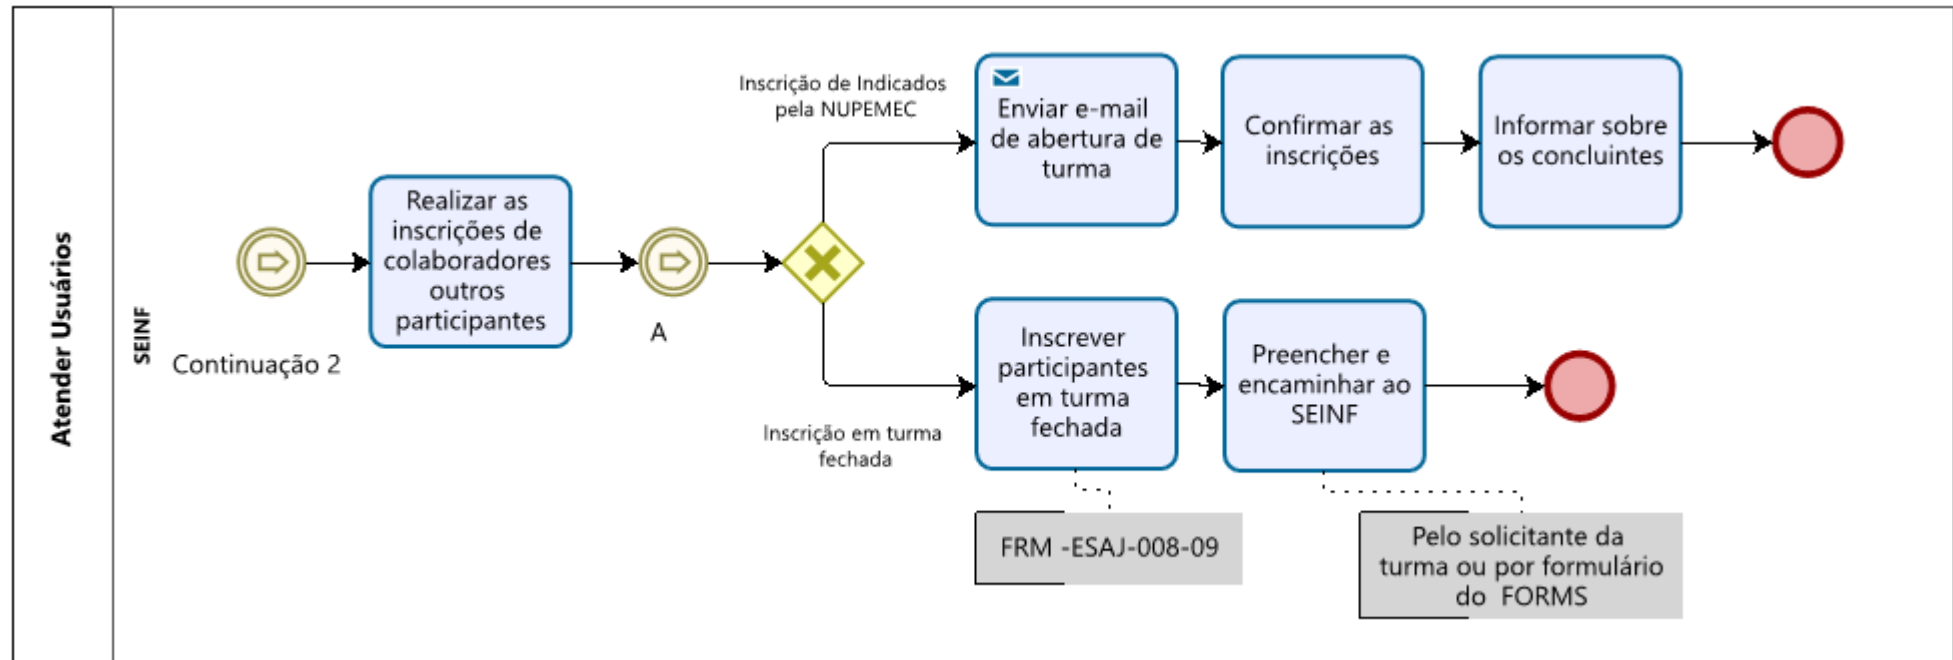 Atender Usuários
SEINF
Continuação 2
Realizar as
inscrições de
colaboradores
outros
participantes
A
Inscrição de Indicados
pela NUPEMEC
Enviar e-mail
de abertura de
turma
Confirmar as
inscrições
Informar sobre
os concluintes
Inscrição em turma
fechada
Inscrever
participantes
em turma
fechada
Preencher e
encaminhar ao
SEINF
FRM -ESAJ-008-09
Pelo solicitante da
turma ou por formulário
do  FORMS